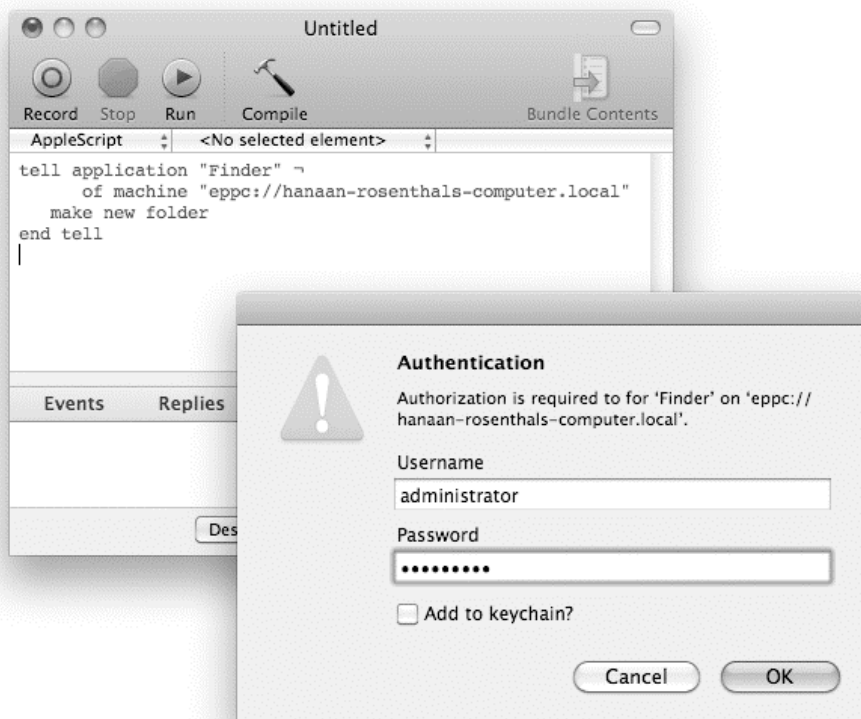 Untitled
Record Stop Run Compile Bundle Contents
AppleScript <No selected element>
tell application "Finder" ¬
of machine "eppc://hanaan-rosenthals-computer.local"
make new folder
end tell
Events Replies
Des
Authentication
Authorization is required to for ‘Finder’ on ‘eppc://
hanaan-rosenthals-computer.local’.
Username
administrator
Password
•••••••••
Add to keychain?
Cancel OK